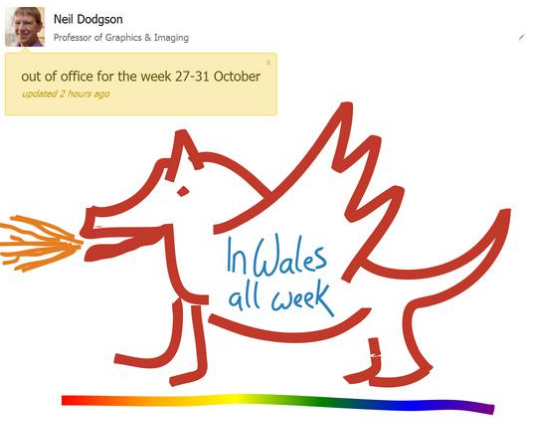 Neil Dodgson
Professor of Graphics & Imaging
x
out of office for the week 27-31 October
updated 2 hours ago
In Wales
all week